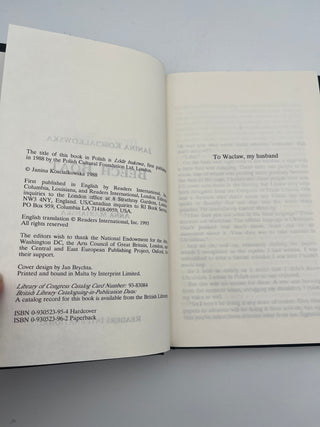 The title of this book in Polish is Łódź bukowa, first published
in 1988 by the Polish Cultural Foundation Ltd, London.
© Janina Kościałkowska 1988
First published in English by Readers International, Inc,
Columbia, Louisiana, and Readers International, London. Editorial
inquiries to the London office at 8 Strathray Gardens, London
NW3 4NY, England. US/Canadian inquiries to RI Book Service,
PO Box 959, Columbia LA 71418-0959, USA.
English translation © Readers International, Inc, 1993
All rights reserved
The editors wish to thank the National Endowment for the Arts,
Washington DC, the Arts Council of Great Britain, London, and
the Central and East European Publishing Project, Oxford, for
their support.
Cover design by Jan Brychta.
Printed and bound in Malta by Interprint Limited.
Library of Congress Catalog Card Number: 93-83084
British Library Cataloguing-in-Publication Data:
A catalog record for this book is available from the British Library.
ISBN 0-930523-95-4 Hardcover
ISBN 0-930523-96-2 Paperback
To Wacław, my husband